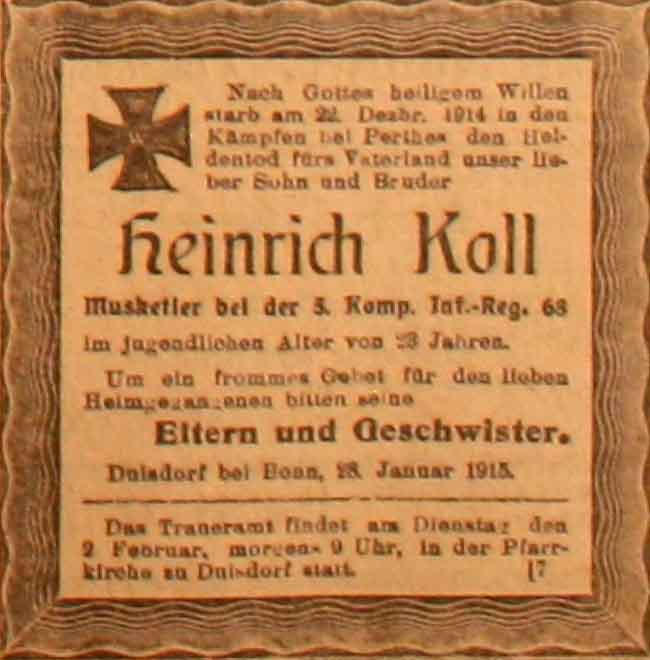 Nach Gottes heiligem Willen
starb am 22. Dezbr. 1914 in den
Kämpfen bei Perthes den Hel-
dentod fürs Vaterland unser lie-
ber Sohn und Bruder
Heinrich Koll
Musketier bei der 5. Komp. Inf.-Reg. 68
im jugendlichen Alter von 23 Jahren.
Um ein frommes Gebet für den lieben
Heimgegangenen bitten seine
Eltern und Geschwister.
Duisdorf bei Bonn, 28. Januar 1915.
Das Traueramt findet am Dienstag den
2 Februar, morgens 9 Uhr, in der Pfarr-
kirche zu Duisdorf statt. [7